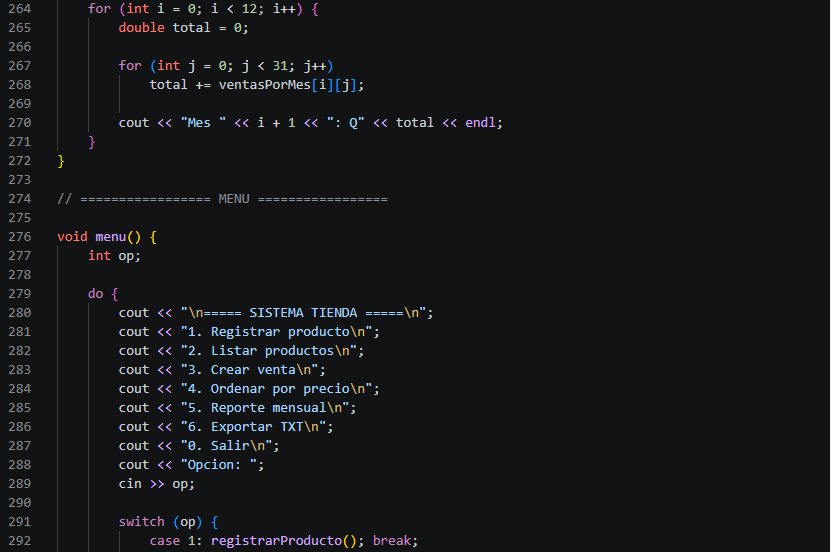 264 for (int i = 0; i < 12; i++) {
265 double total = 0;
266
267 for (int j = 0; j < 31; j++)
268 total += ventasPorMes[i][j];
269
270 cout << "Mes " << i + 1 << ": Q" << total << endl;
271 }
272 }
273
274 // ================= MENU =================
275
276 void menu() {
277 int op;
278
279 do {
280 cout << "\n===== SISTEMA TIENDA =====\n";
281 cout << "1. Registrar producto\n";
282 cout << "2. Listar productos\n";
283 cout << "3. Crear venta\n";
284 cout << "4. Ordenar por precio\n";
285 cout << "5. Reporte mensual\n";
286 cout << "6. Exportar TXT\n";
287 cout << "0. Salir\n";
288 cout << "Opcion: ";
289 cin >> op;
290
291 switch (op) {
292 case 1: registrarProducto(); break;